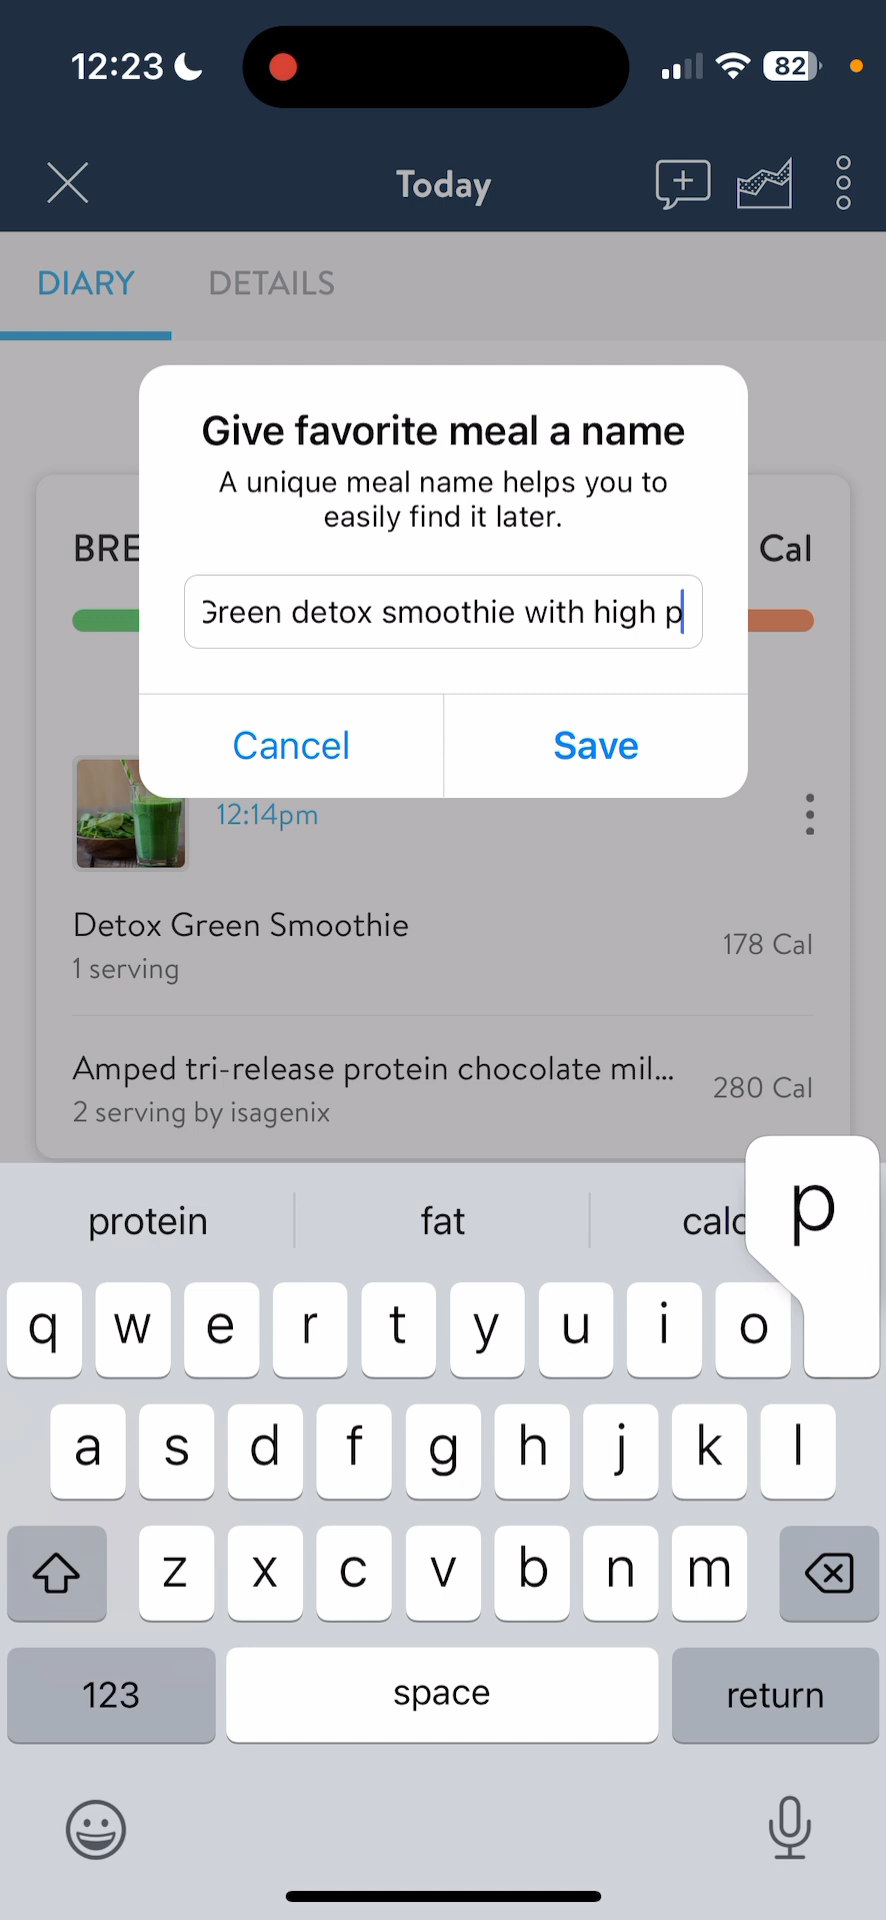 12:23
82
Today
DIARY DETAILS
Give favorite meal a name
A unique meal name helps you to
easily find it later.
BRE
Cal
Green detox smoothie with high p
Cancel
Save
12:14pm
Detox Green Smoothie
178 Cal
1 serving
Amped tri-release protein chocolate mil...
280 Cal
2 serving by isagenix
protein
fat
calo
p
q w e r t y u i o
a s d f g h j k l
z x c v b n m
123
space
return